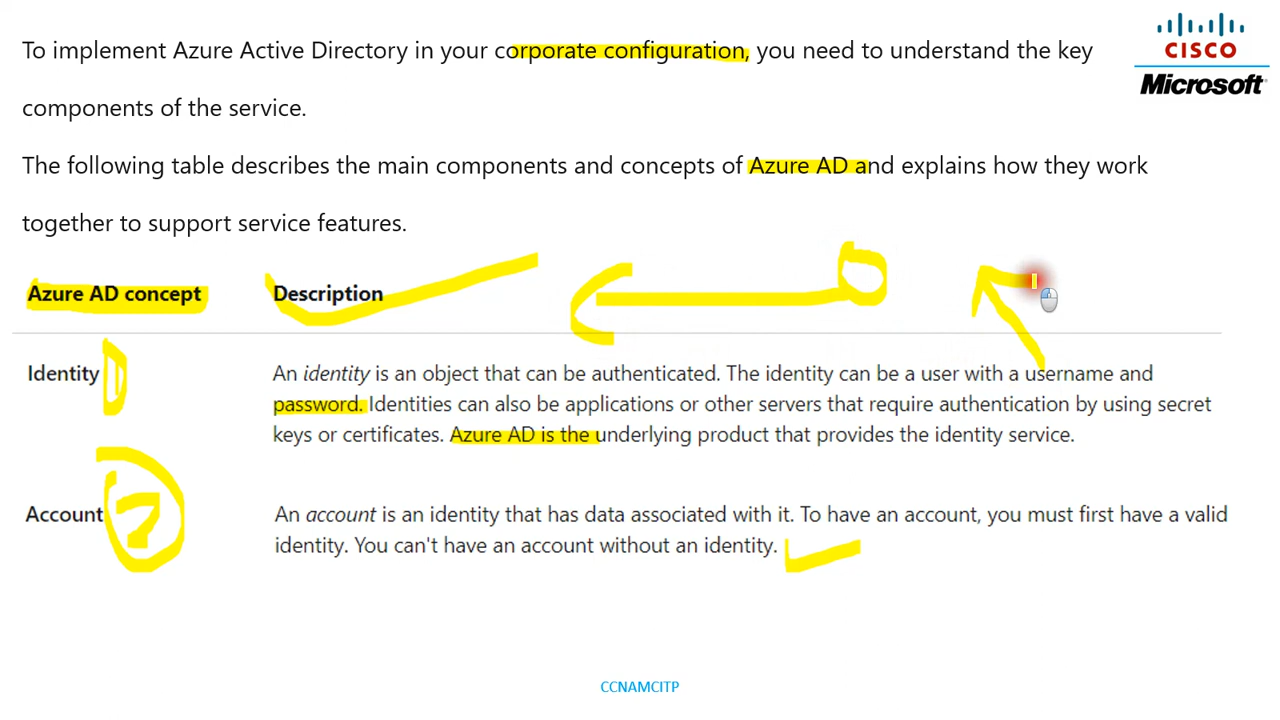 To implement Azure Active Directory in your corporate configuration, you need to understand the key
components of the service.
The following table describes the main components and concepts of Azure AD and explains how they work
together to support service features.
CISCO
Microsoft
Azure AD concept Description
Identity An identity is an object that can be authenticated. The identity can be a user with a username and
password. Identities can also be applications or other servers that require authentication by using secret
keys or certificates. Azure AD is the underlying product that provides the identity service.
Account An account is an identity that has data associated with it. To have an account, you must first have a valid
identity. You can't have an account without an identity.
CCNAMCITP